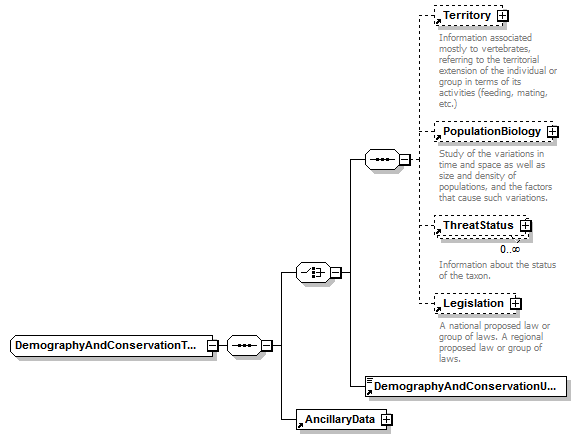 Territory
Information associated
mostly to vertebrates,
referring to the territorial
extension of the individual or
group in terms of its
activities (feeding, mating,
etc.)
PopulationBiology
Study of the variations in
time and space as well as
size and density of
populations, and the factors
that cause such variations.
ThreatStatus
0..∞
Information about the status
of the taxon.
Legislation
A national proposed law or
group of laws. A regional
proposed law or group of
laws.
DemographyAndConservationT...
DemographyAndConservationU...
AncillaryData